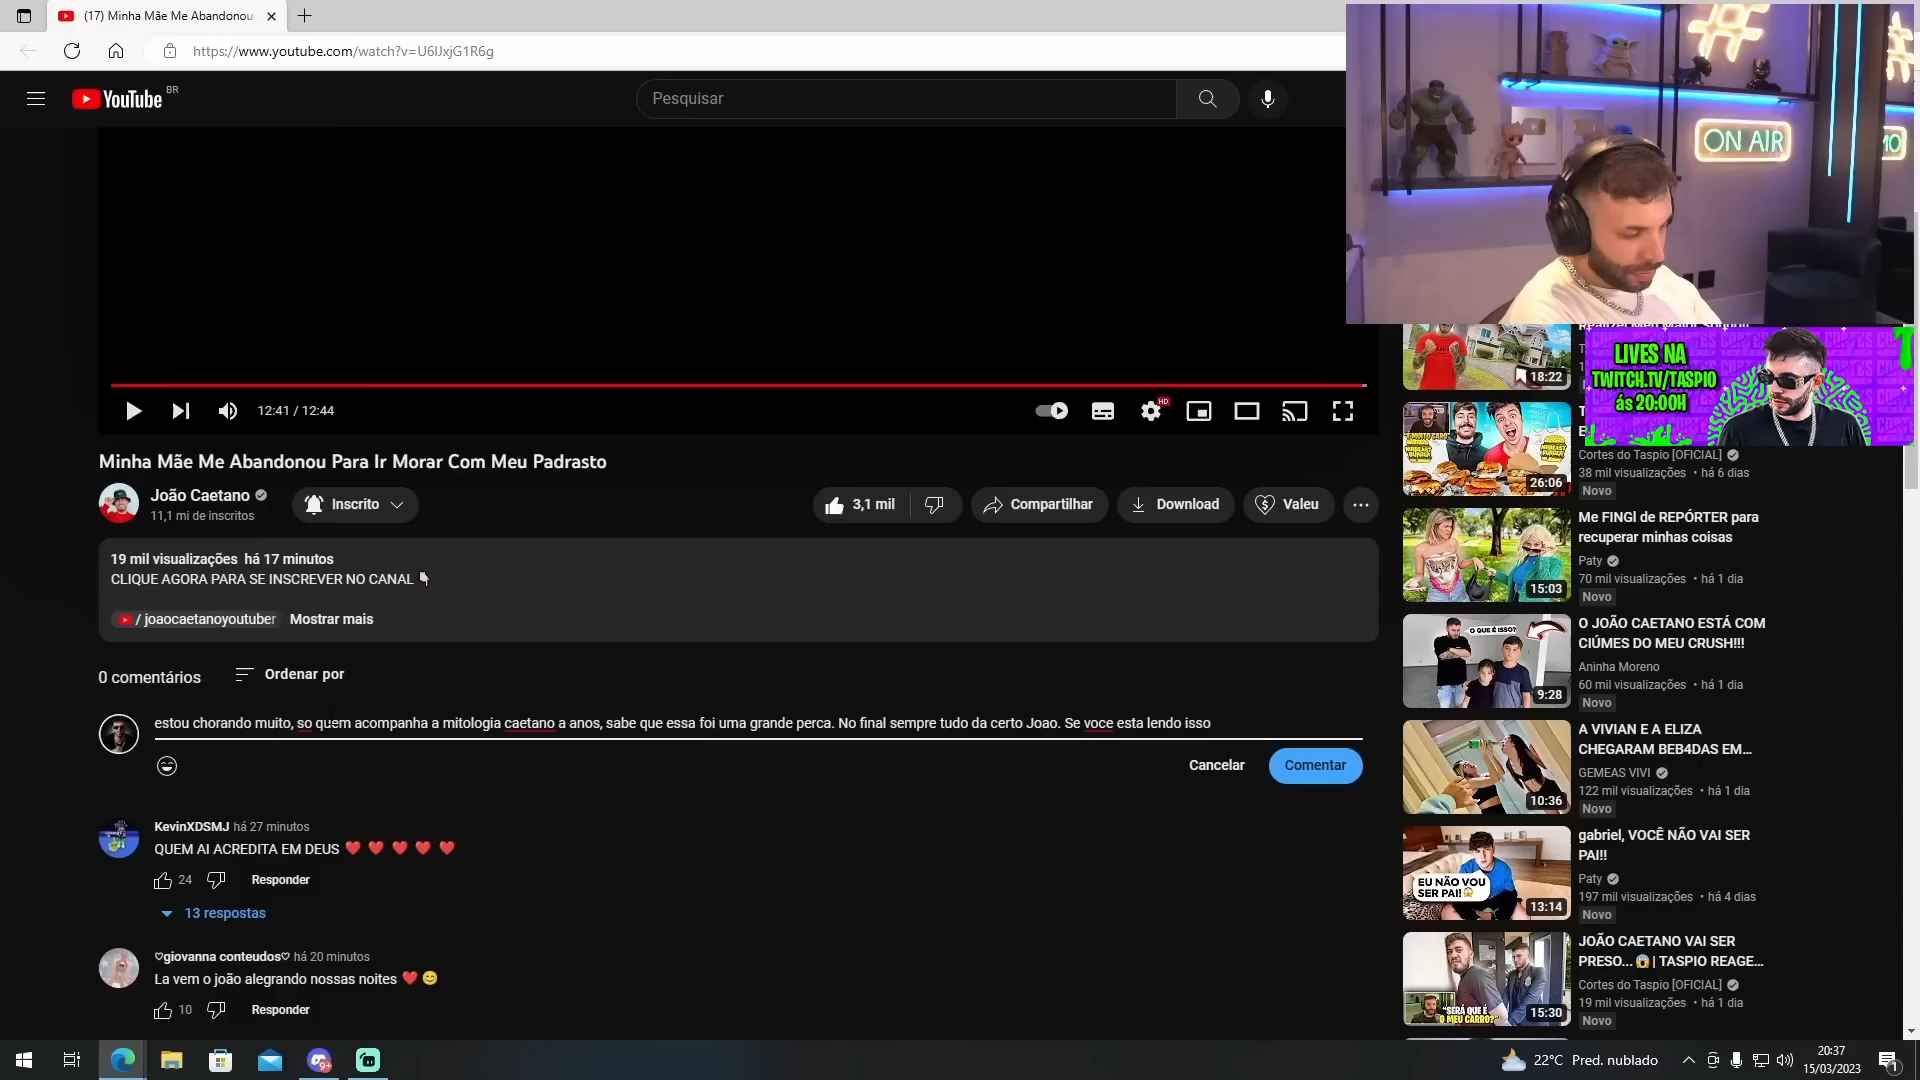 (17) Minha Mãe Me Abandonou
https://www.youtube.com/watch?v=U6IJxjG1R6g
YouTube BR
Pesquisar
ON AIR
12:41 / 12:44
HD
Minha Mãe Me Abandonou Para Ir Morar Com Meu Padrasto
João Caetano
11,1 mi de inscritos
Inscrito
3,1 mil
Compartilhar
Download
Valeu
19 mil visualizações há 17 minutos
CLIQUE AGORA PARA SE INSCREVER NO CANAL
/ joaocaetanoyoutuber Mostrar mais
0 comentários
Ordenar por
estou chorando muito, so quem acompanha a mitologia caetano a anos, sabe que essa foi uma grande perca. No final sempre tudo da certo Joao. Se voce esta lendo isso
Cancelar
Comentar
KevinXDSMJ há 27 minutos
QUEM AI ACREDITA EM DEUS ❤️ ❤️ ❤️ ❤️ ❤️
24
Responder
13 respostas
♡giovanna conteudos♡ há 20 minutos
La vem o joão alegrando nossas noites ❤️ 😊
10
Responder
18:22
LIVES NA
TWITCH.TV/TASPIO
ás 20:00H
26:06
Cortes do Taspio [OFICIAL]
38 mil visualizações • há 6 dias
Novo
15:03
Me FINGI de REPÓRTER para
recuperar minhas coisas
Paty
70 mil visualizações • há 1 dia
Novo
O QUE É ISSO?
9:28
O JOÃO CAETANO ESTÁ COM
CIÚMES DO MEU CRUSH!!!
Aninha Moreno
60 mil visualizações • há 1 dia
Novo
10:36
A VIVIAN E A ELIZA
CHEGARAM BEB4DAS EM...
GEMEAS VIVI
122 mil visualizações • há 1 dia
Novo
EU NÃO VOU
SER PAI!
13:14
gabriel, VOCÊ NÃO VAI SER
PAI!!
Paty
197 mil visualizações • há 4 dias
Novo
"SERÁ QUE É
O MEU CARRO?"
15:30
JOÃO CAETANO VAI SER
PRESO...😱 | TASPIO REAGE...
Cortes do Taspio [OFICIAL]
19 mil visualizações • há 1 dia
Novo
9+
22°C Pred. nublado
20:37
15/03/2023
1